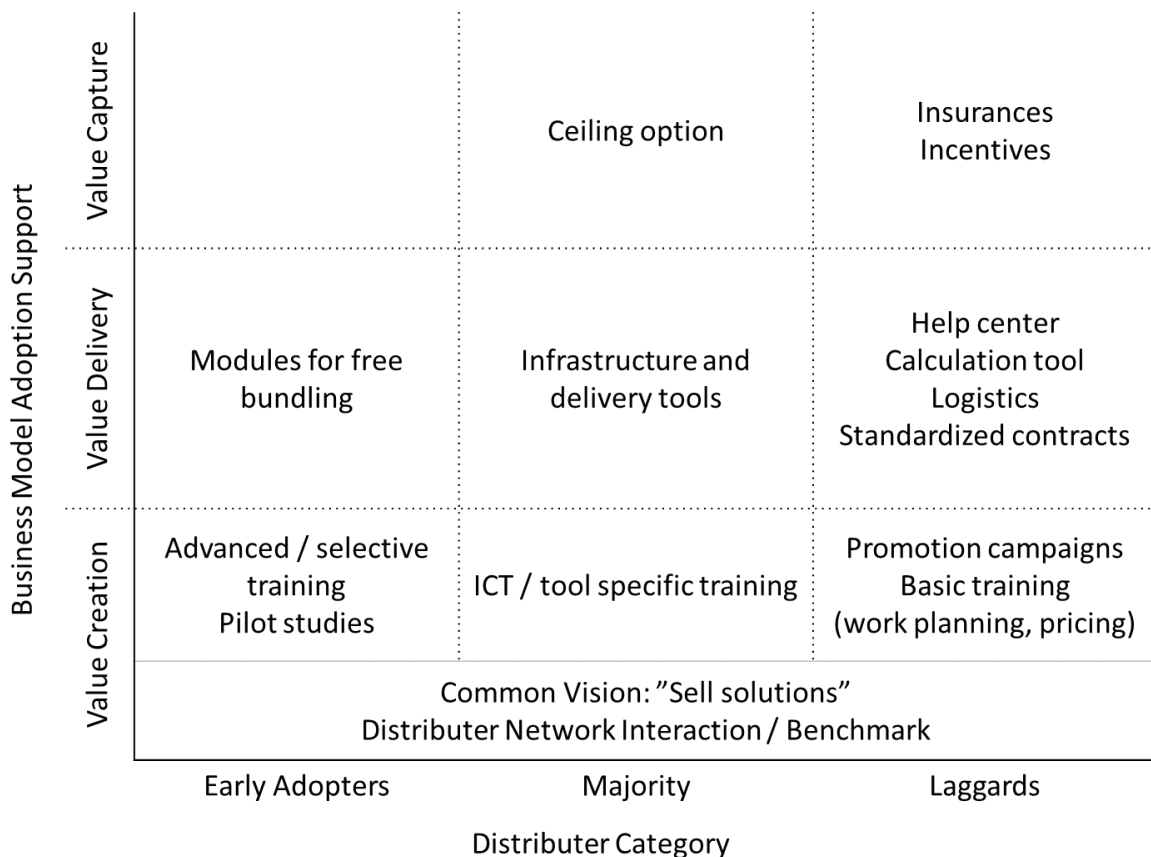 Business Model Adoption Support
Value Capture
Ceiling option
Insurances
Incentives
Value Delivery
Modules for free
bundling
Infrastructure and
delivery tools
Help center
Calculation tool
Logistics
Standardized contracts
Value Creation
Advanced / selective
training
Pilot studies
ICT / tool specific training
Promotion campaigns
Basic training
(work planning, pricing)
Common Vision: ”Sell solutions”
Distributer Network Interaction / Benchmark
Early Adopters
Majority
Laggards
Distributer Category